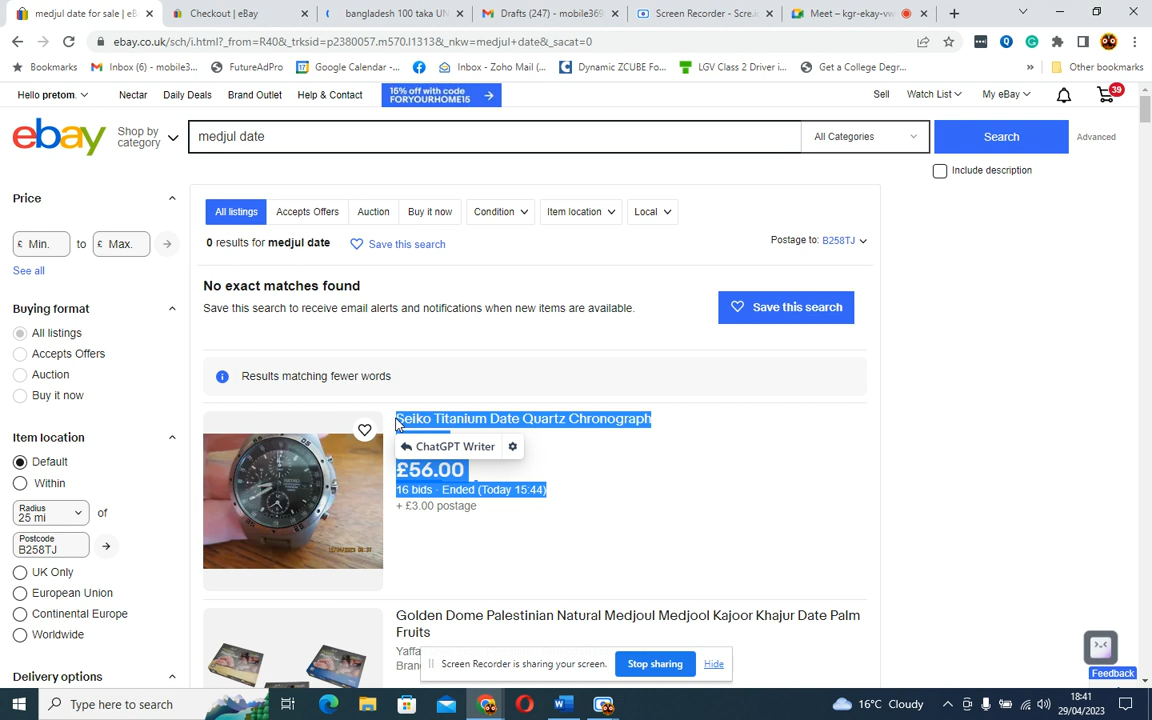 medjul date for sale | eB
Checkout | eBay
bangladesh 100 taka UN
Drafts (247) - mobile369
Screen Recorder - Scre
Meet – kgr-ekay-vw
ebay.co.uk/sch/i.html?_from=R40&_trksid=p2380057.m570.l1313&_nkw=medjul+date&_sacat=0
Bookmarks
Inbox (6) - mobile3...
FutureAdPro
Google Calendar -...
Inbox - Zoho Mail (...
Dynamic ZCUBE Fo...
LGV Class 2 Driver i...
Get a College Degr...
»
Other bookmarks
Hello pretom.
Nectar
Daily Deals
Brand Outlet
Help & Contact
15% off with code
FORYOURHOME15
Sell
Watch List
My eBay
39
ebay
Shop by
category
medjul date
All Categories
Search
Advanced
Include description
Price
£ Min.
to
£ Max.
See all
Buying format
All listings
Accepts Offers
Auction
Buy it now
Item location
Default
Within
Radius
25 mi
of
Postcode
B258TJ
UK Only
European Union
Continental Europe
Worldwide
Delivery options
All listings
Accepts Offers
Auction
Buy it now
Condition
Item location
Local
0 results for medjul date
Save this search
Postage to: B258TJ
No exact matches found
Save this search to receive email alerts and notifications when new items are available.
Save this search
Results matching fewer words
Seiko Titanium Date Quartz Chronograph
ChatGPT Writer
£56.00
16 bids · Ended (Today 15:44)
+ £3.00 postage
SEIKO
Golden Dome Palestinian Natural Medjoul Medjool Kajoor Khajur Date Palm
Fruits
Yaffa
Bran
Screen Recorder is sharing your screen.
Stop sharing
Hide
Feedback
Type here to search
16°C Cloudy
18:41
29/04/2023